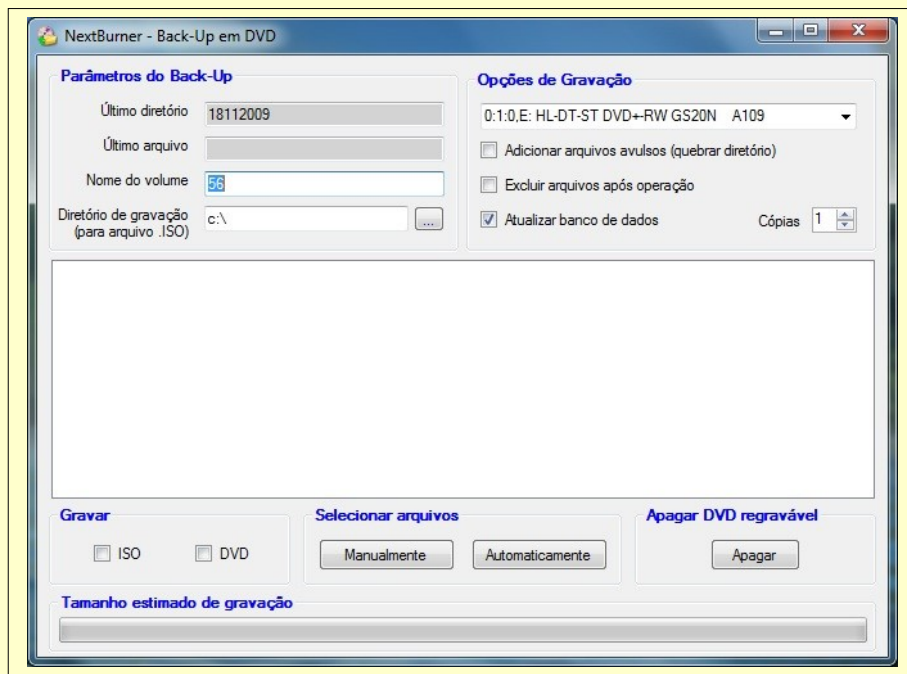 NextBurner - Back-Up em DVD
Parâmetros do Back-Up
Último diretório 18112009
Último arquivo
Nome do volume 56
Diretório de gravação c:\ ...
(para arquivo .ISO)
Opções de Gravação
0:1:0,E: HL-DT-ST DVD+-RW GS20N A109
Adicionar arquivos avulsos (quebrar diretório)
Excluir arquivos após operação
Atualizar banco de dados
Cópias 1
Gravar
ISO DVD
Selecionar arquivos
Manualmente Automaticamente
Apagar DVD regravável
Apagar
Tamanho estimado de gravação